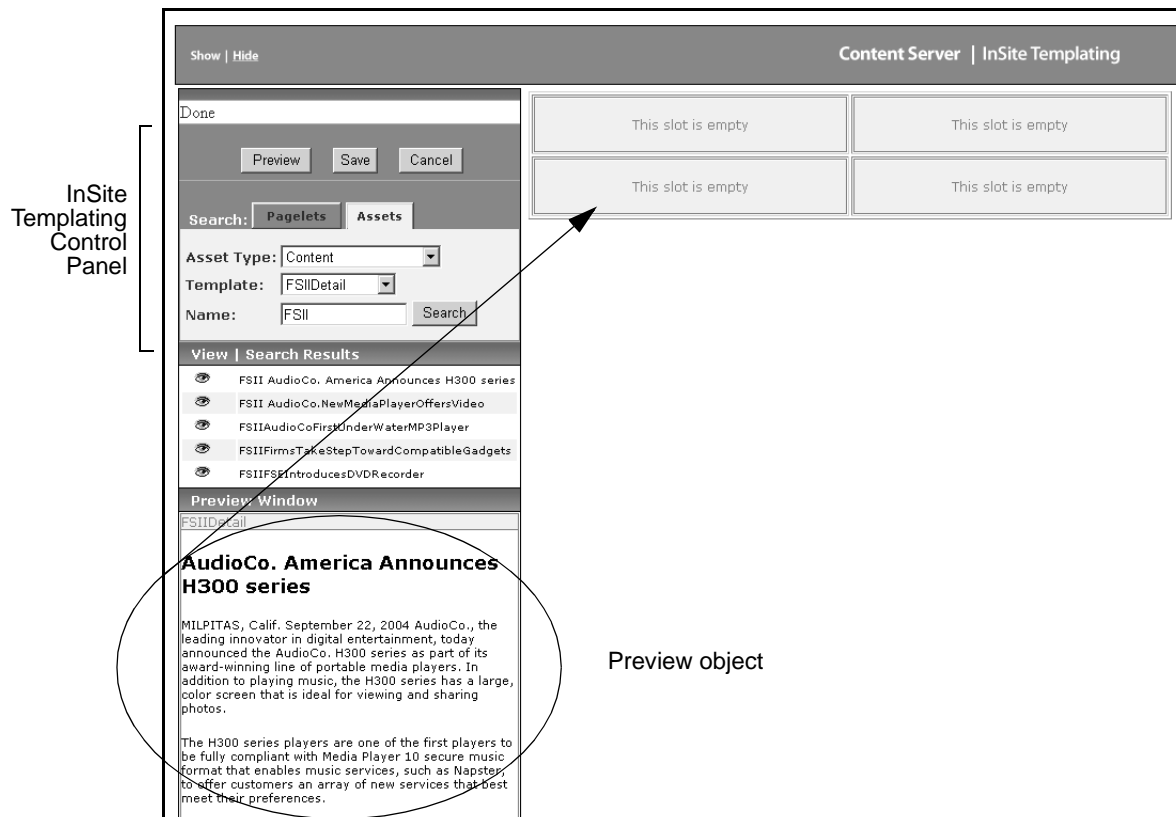 Show | Hide
Content Server | InSite Templating
Done
This slot is empty
This slot is empty
This slot is empty
This slot is empty
Preview
Save
Cancel
InSite
Templating
Control
Panel
Search: Pagelets Assets
Asset Type: Content
Template: FSIIDetail
Name: FSII Search
View | Search Results
FSII AudioCo. America Announces H300 series
FSII AudioCo.NewMediaPlayerOffersVideo
FSIIAudioCoFirstUnderWaterMP3Player
FSIIFirmsTakeStepTowardCompatibleGadgets
FSIIFSEIntroducesDVDRecorder
Preview Window
FSIIDetail
AudioCo. America Announces
H300 series
MILPITAS, Calif. September 22, 2004 AudioCo., the
leading innovator in digital entertainment, today
announced the AudioCo. H300 series as part of its
award-winning line of portable media players. In
addition to playing music, the H300 series has a large,
color screen that is ideal for viewing and sharing
photos.
Preview object
The H300 series players are one of the first players to
be fully compliant with Media Player 10 secure music
format that enables music services, such as Napster,
to offer customers an array of new services that best
meet their preferences.